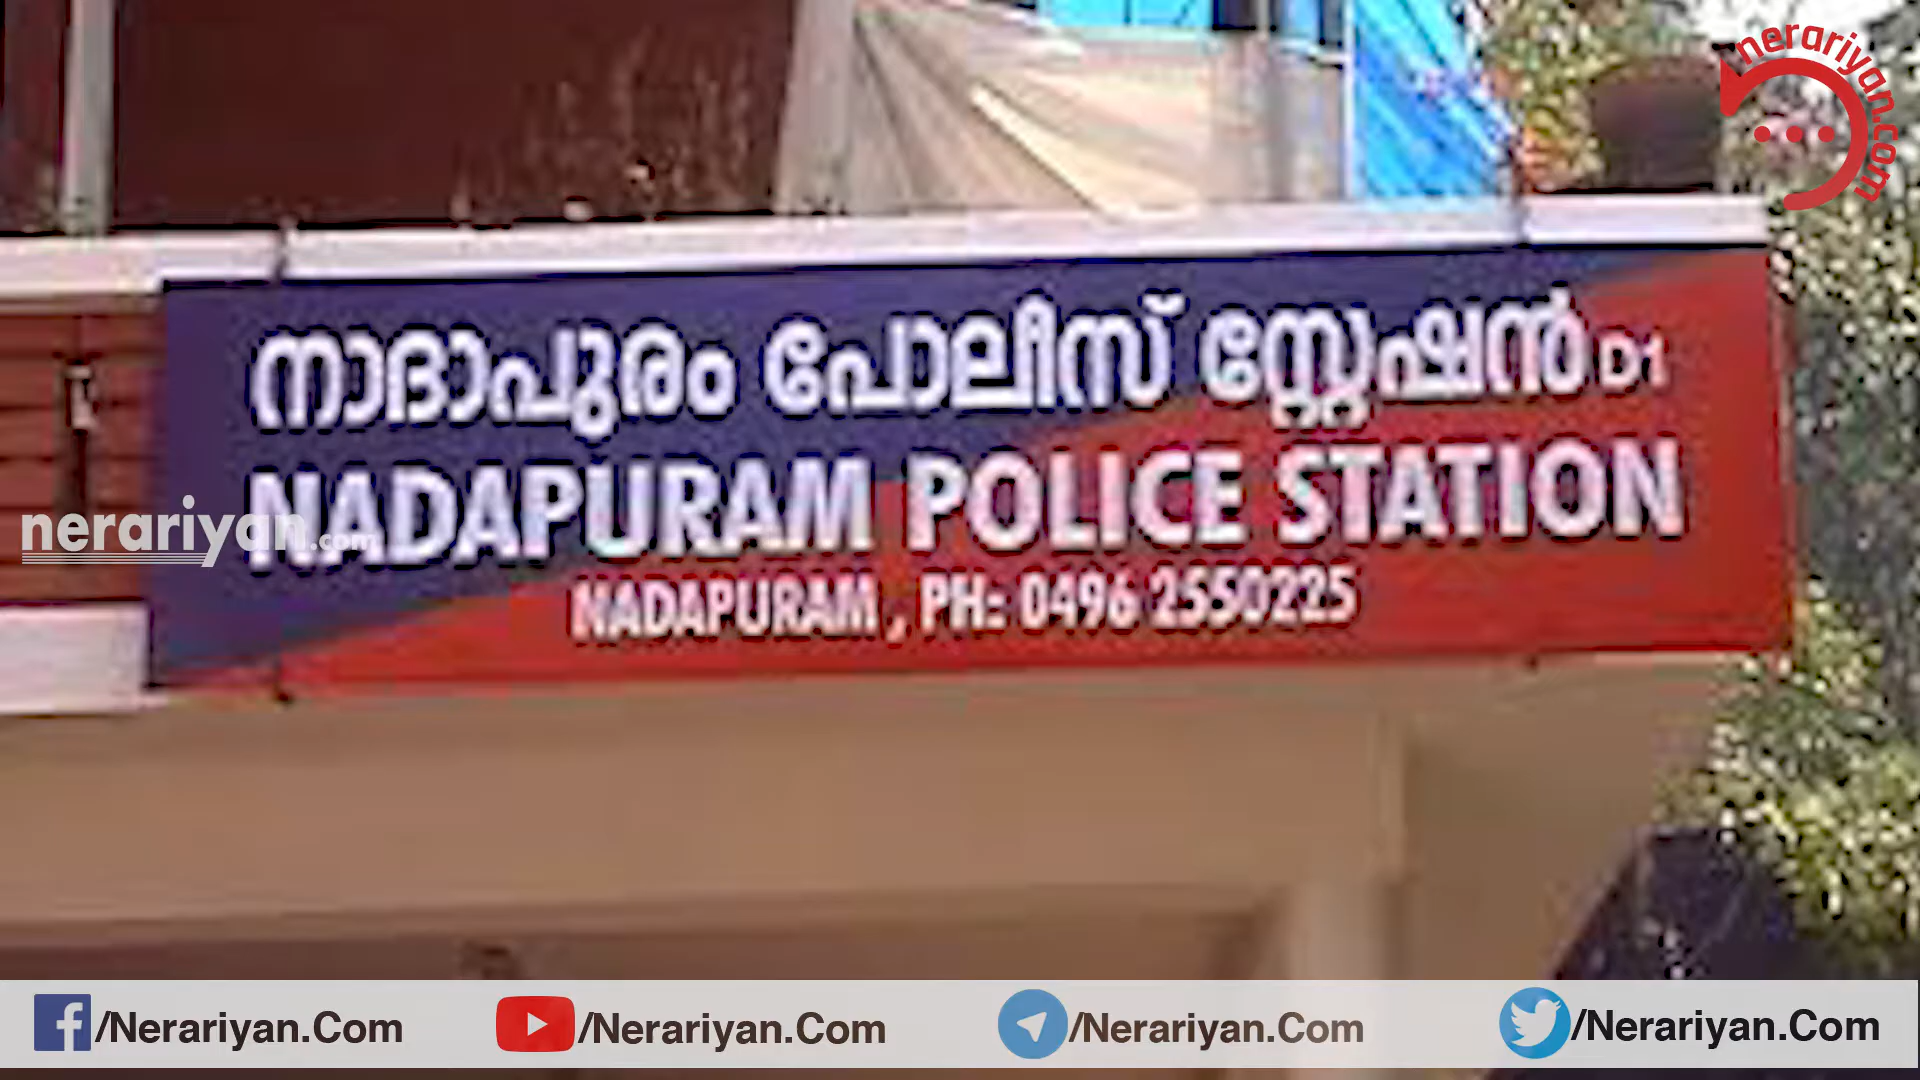 nerariyan.com
നാദാപുരം പോലീസ് സ്റ്റേഷൻ D1
NADAPURAM POLICE STATION
nerariyan.com
NADAPURAM, PH: 0496 2550225
/Nerariyan.Com /Nerariyan.Com /Nerariyan.Com /Nerariyan.Com